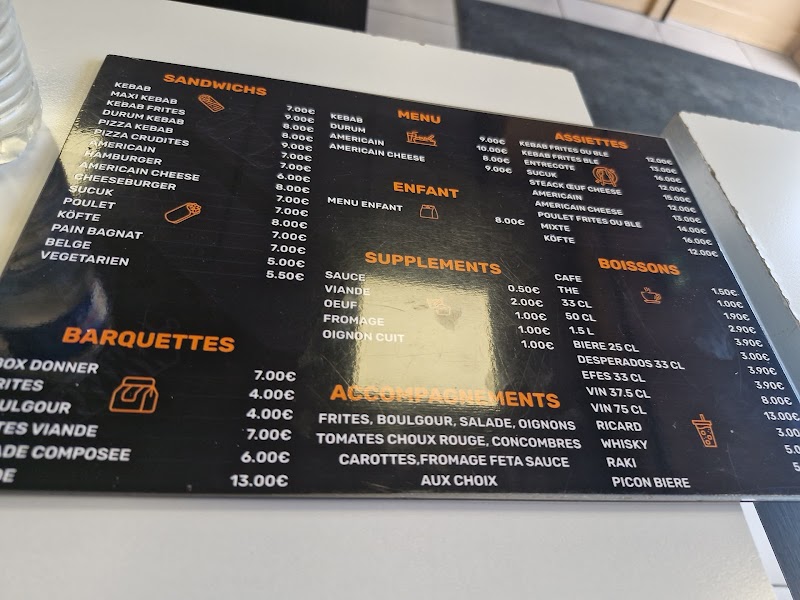 SANDWICHS
KEBAB 7.00€
MAXI KEBAB 9.00€
KEBAB FRITES 8.00€
DURUM KEBAB 8.00€
PIZZA KEBAB 9.00€
PIZZA CRUDITES 7.00€
AMERICAIN 7.00€
HAMBURGER 6.00€
AMERICAIN CHEESE 8.00€
CHEESEBURGER 7.00€
SUCUK 7.00€
POULET 8.00€
KÖFTE 7.00€
PAIN BAGNAT 7.00€
BELGE 5.00€
VEGETARIEN 5.50€
BARQUETTES
BOX DONNER 7.00€
RITES 4.00€
OULGOUR 4.00€
TES VIANDE 7.00€
ADE COMPOSEE 6.00€
DE 13.00€
MENU
KEBAB 9.00€
DURUM 10.00€
AMERICAIN 8.00€
AMERICAIN CHEESE 9.00€
ENFANT
MENU ENFANT 8.00€
SUPPLEMENTS
SAUCE 0.50€
VIANDE 2.00€
OEUF 1.00€
FROMAGE 1.00€
OIGNON CUIT 1.00€
ACCOMPAGNEMENTS
FRITES, BOULGOUR, SALADE, OIGNONS
TOMATES CHOUX ROUGE, CONCOMBRES
CAROTTES,FROMAGE FETA SAUCE
AUX CHOIX
ASSIETTES
KEBAB FRITES OU BLE 12.00€
KEBAB FRITES BLE 13.00€
ENTRECOTE 16.00€
SUCUK 12.00€
STEACK ŒUF CHEESE 15.00€
AMERICAIN 12.00€
AMERICAIN CHEESE 13.00€
POULET FRITES OU BLE 14.00€
MIXTE 16.00€
KÖFTE 12.00€
BOISSONS
CAFE 1.50€
THE 1.00€
33 CL 1.90€
50 CL 2.90€
1.5 L 3.90€
BIERE 25 CL 3.00€
DESPERADOS 33 CL 3.90€
EFES 33 CL 3.90€
VIN 37.5 CL 8.00€
VIN 75 CL 13.00€
RICARD 3.0
WHISKY 5.0
RAKI 5.
PICON BIERE